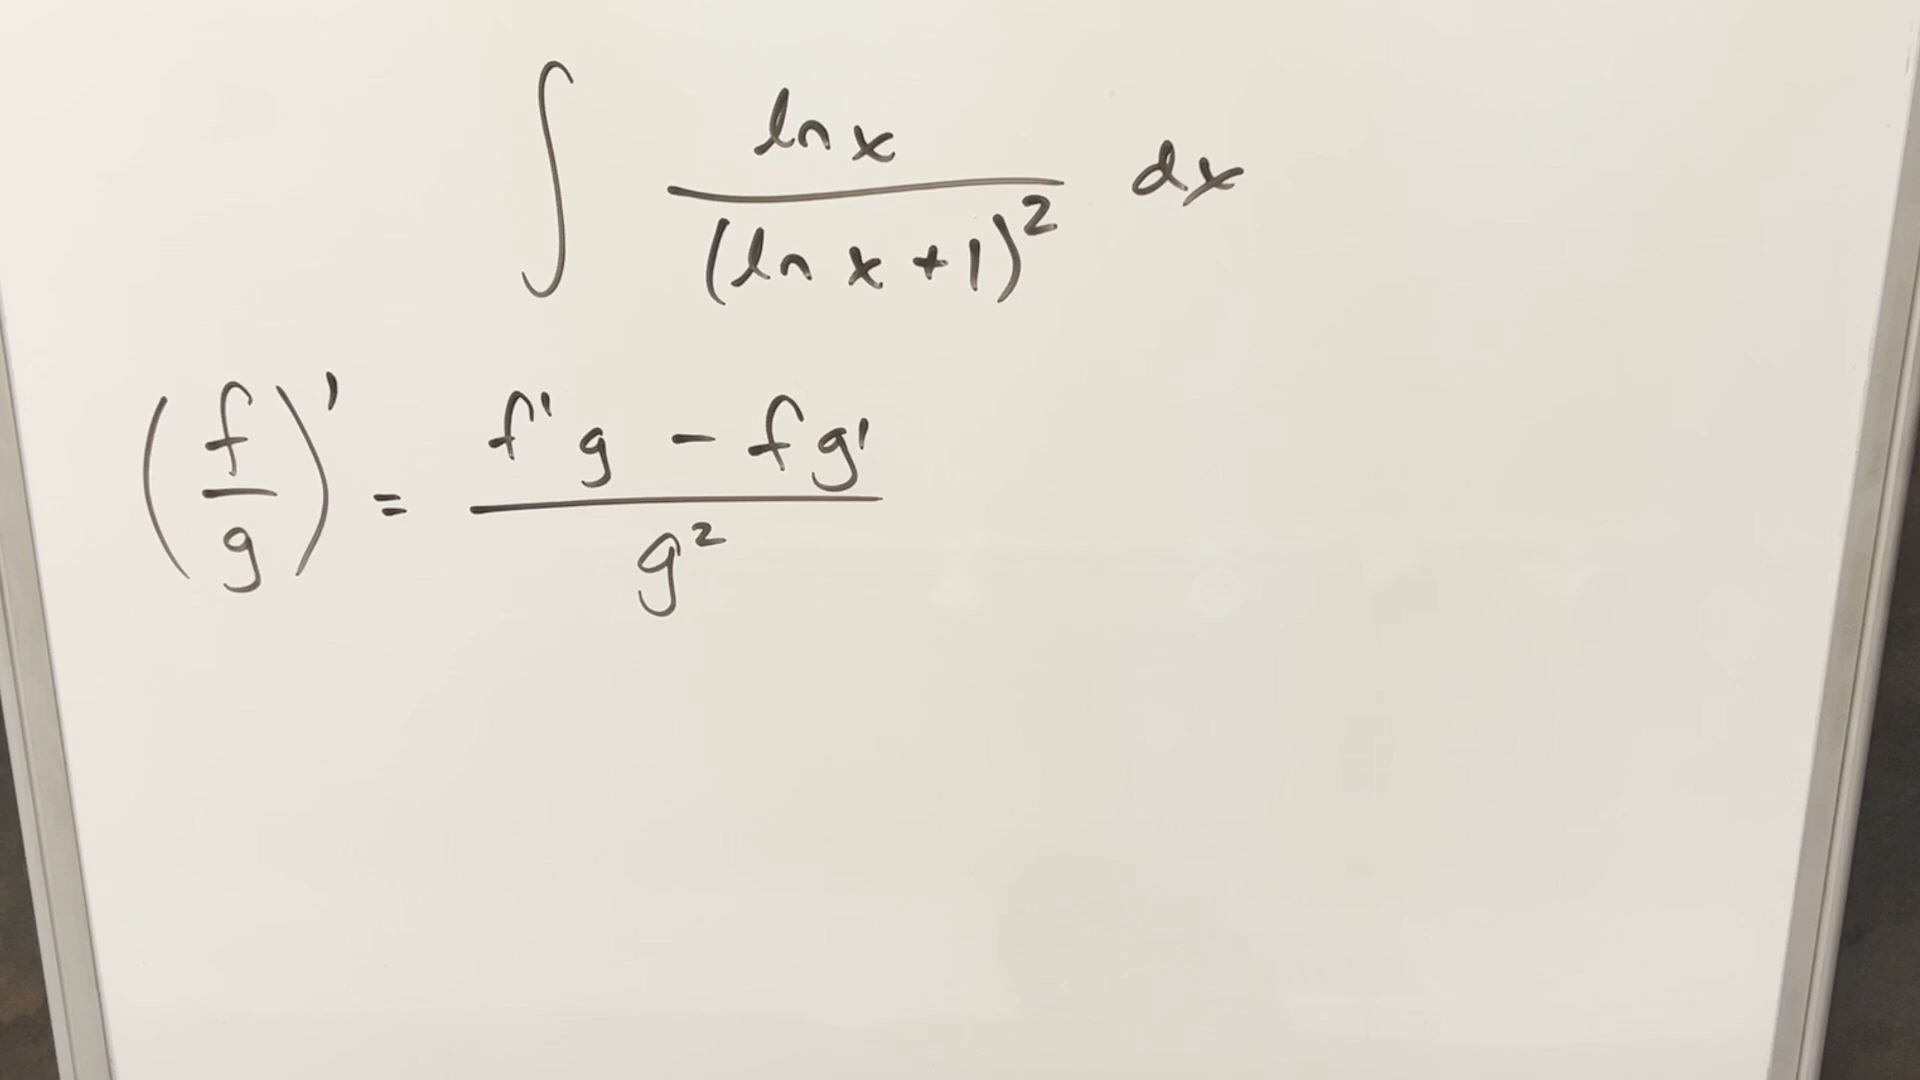 ∫ ln x / (ln x + 1)² dx
(f / g)' = (f'g - fg') / g²